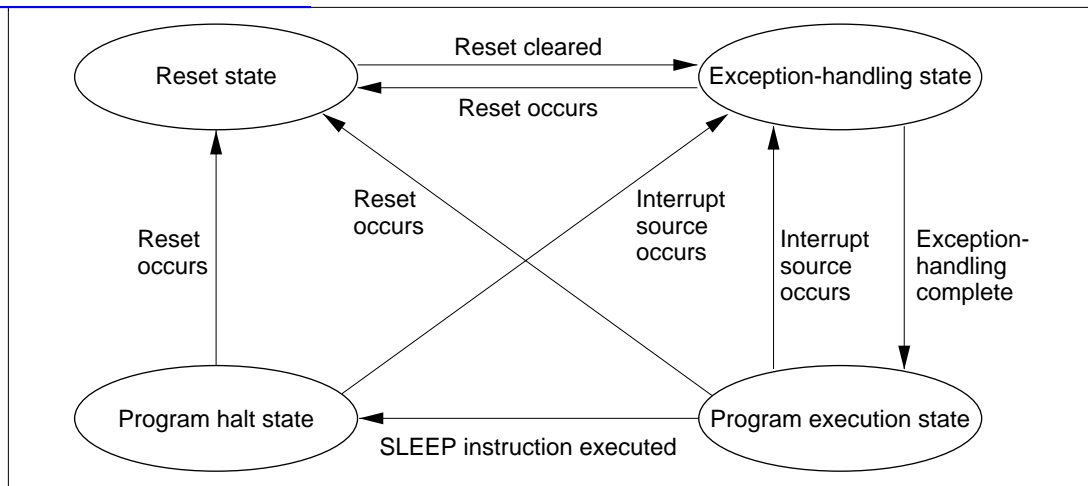 Reset cleared
Reset state
Exception-handling state
Reset occurs
Reset
occurs
Reset
occurs
Interrupt
source
occurs
Interrupt
source
occurs
Exception-
handling
complete
Program halt state
Program execution state
SLEEP instruction executed